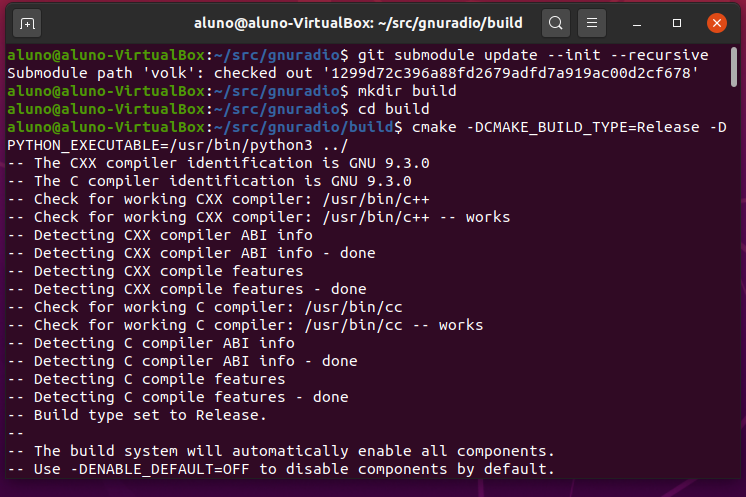 aluno@aluno-VirtualBox: ~/src/gnuradio/build
aluno@aluno-VirtualBox:~/src/gnuradio$ git submodule update --init --recursive
Submodule path 'volk': checked out '1299d72c396a88fd2679adfd7a919ac00d2cf678'
aluno@aluno-VirtualBox:~/src/gnuradio$ mkdir build
aluno@aluno-VirtualBox:~/src/gnuradio$ cd build
aluno@aluno-VirtualBox:~/src/gnuradio/build$ cmake -DCMAKE_BUILD_TYPE=Release -D
PYTHON_EXECUTABLE=/usr/bin/python3 ../
-- The CXX compiler identification is GNU 9.3.0
-- The C compiler identification is GNU 9.3.0
-- Check for working CXX compiler: /usr/bin/c++
-- Check for working CXX compiler: /usr/bin/c++ -- works
-- Detecting CXX compiler ABI info
-- Detecting CXX compiler ABI info - done
-- Detecting CXX compile features
-- Detecting CXX compile features - done
-- Check for working C compiler: /usr/bin/cc
-- Check for working C compiler: /usr/bin/cc -- works
-- Detecting C compiler ABI info
-- Detecting C compiler ABI info - done
-- Detecting C compile features
-- Detecting C compile features - done
-- Build type set to Release.
--
-- The build system will automatically enable all components.
-- Use -DENABLE_DEFAULT=OFF to disable components by default.